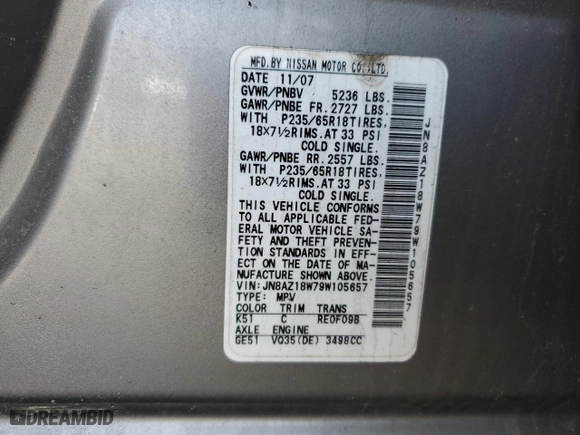 MFD.BY NISSAN MOTOR CO.,LTD.
DATE 11/07
GVWR/PNBV 5236 LBS.
GAWR/PNBE FR. 2727 LBS.
WITH P235/65R18TIRES,
18X7½RIMS.AT 33 PSI
COLD SINGLE.
GAWR/PNBE RR. 2557 LBS.
WITH P235/65R18TIRES,
18X7½RIMS.AT 33 PSI
COLD SINGLE.
THIS VEHICLE CONFORMS
TO ALL APPLICABLE FED-
ERAL MOTOR VEHICLE SA-
FETY AND THEFT PREVEN-
TION STANDARDS IN EFF-
ECT ON THE DATE OF MA-
NUFACTURE SHOWN ABOVE.
VIN: JN8AZ18W79W105657
TYPE: MPV
COLOR TRIM TRANS
K51 C RE0F09B
AXLE ENGINE
GE51 VQ35(DE) 3498CC
JN8AZ18W79W105657
DREAMBID